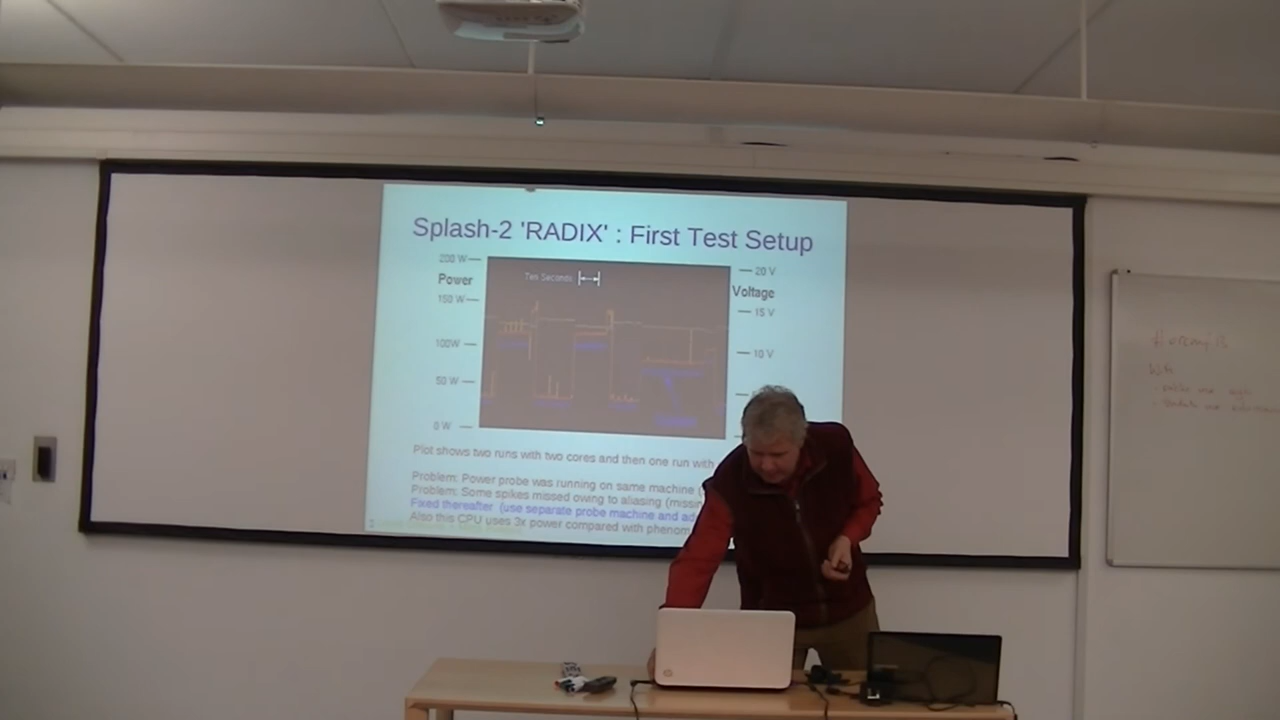 Splash-2 'RADIX' : First Test Setup
200 W
20 V
Power
Ten Seconds
Voltage
150 W
15 V
100W
10 V
50 W
0 W
Plot shows two runs with two cores and then one run with
Problem: Power probe was running on same machine
Problem: Some spikes missed owing to aliasing
Fixed thereafter (use separate probe machine and
Also this CPU uses 3x power compared with